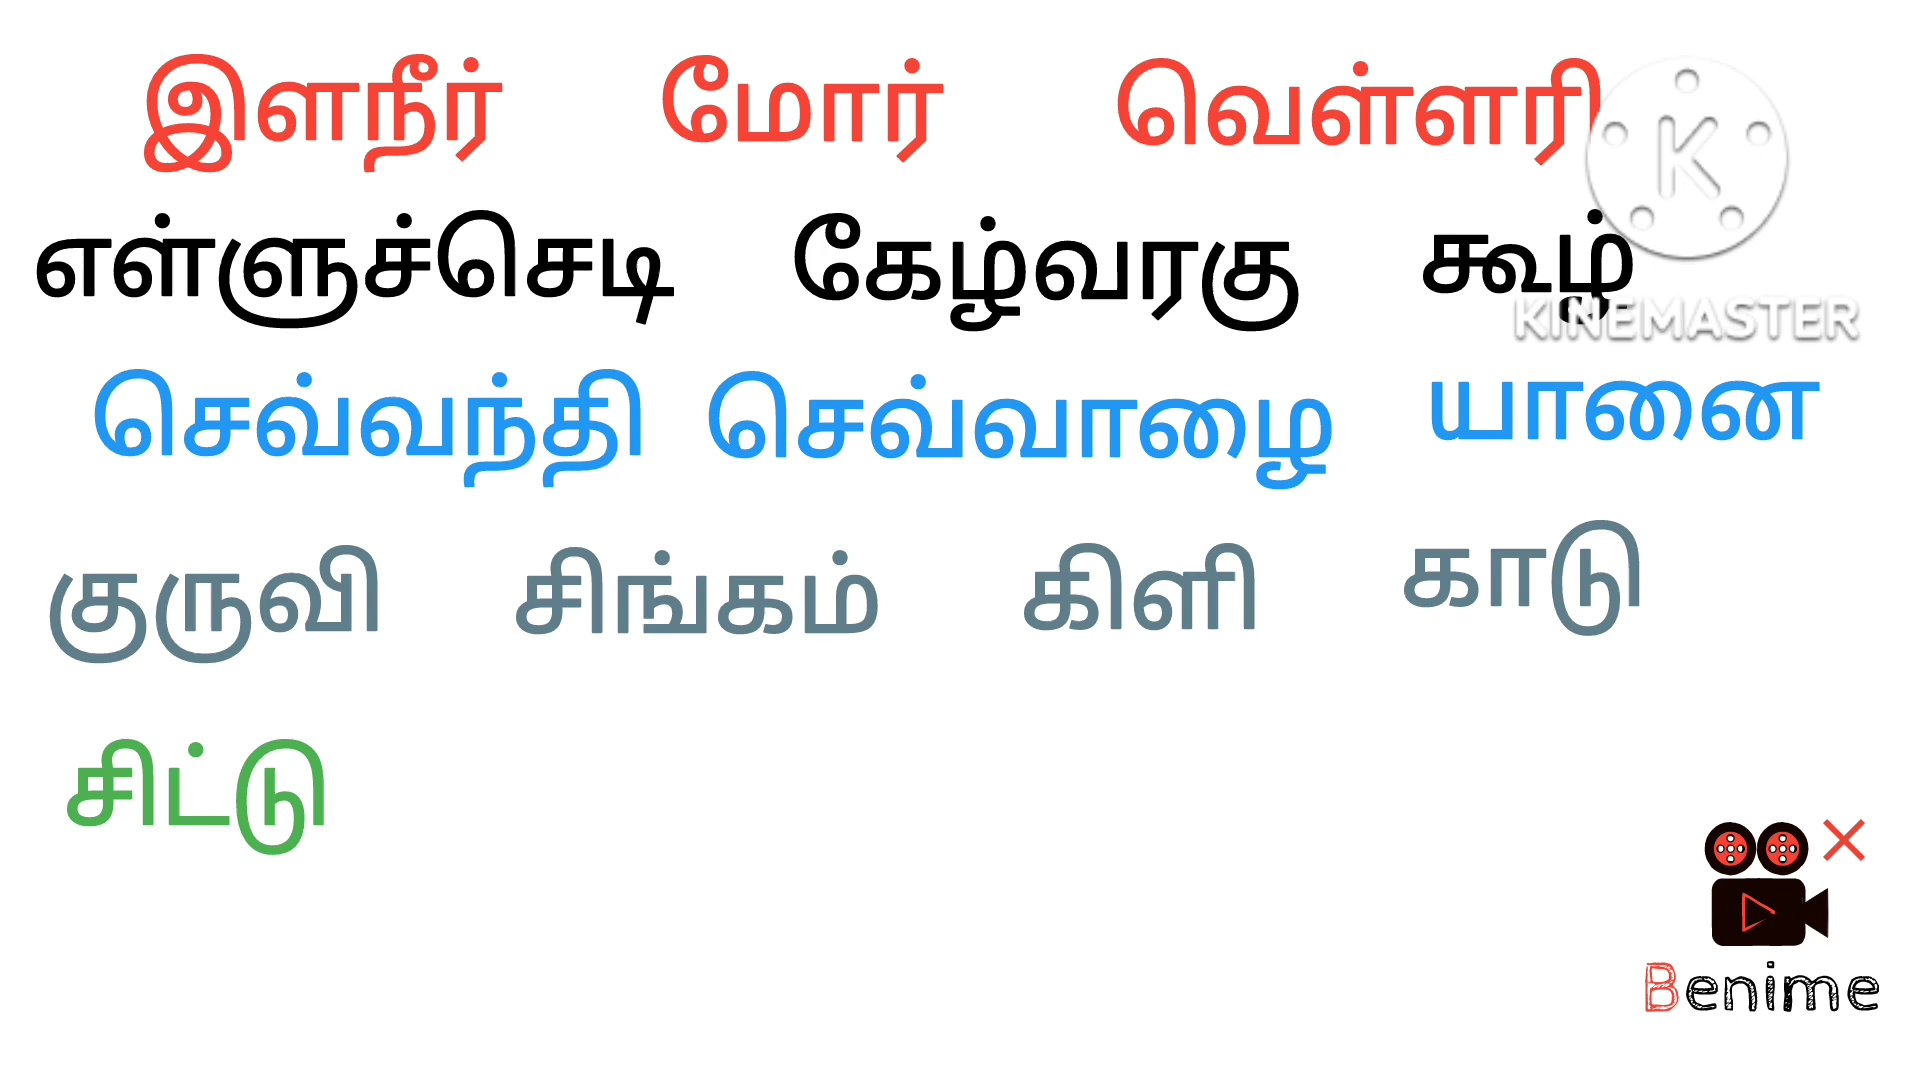 இளநீர் மோர் வெள்ளரி
எள்ளுச்செடி கேழ்வரகு கூழ்
KINEMASTER
செவ்வந்தி செவ்வாழை யானை
குருவி சிங்கம் கிளி காடு
சிட்டு
Benime